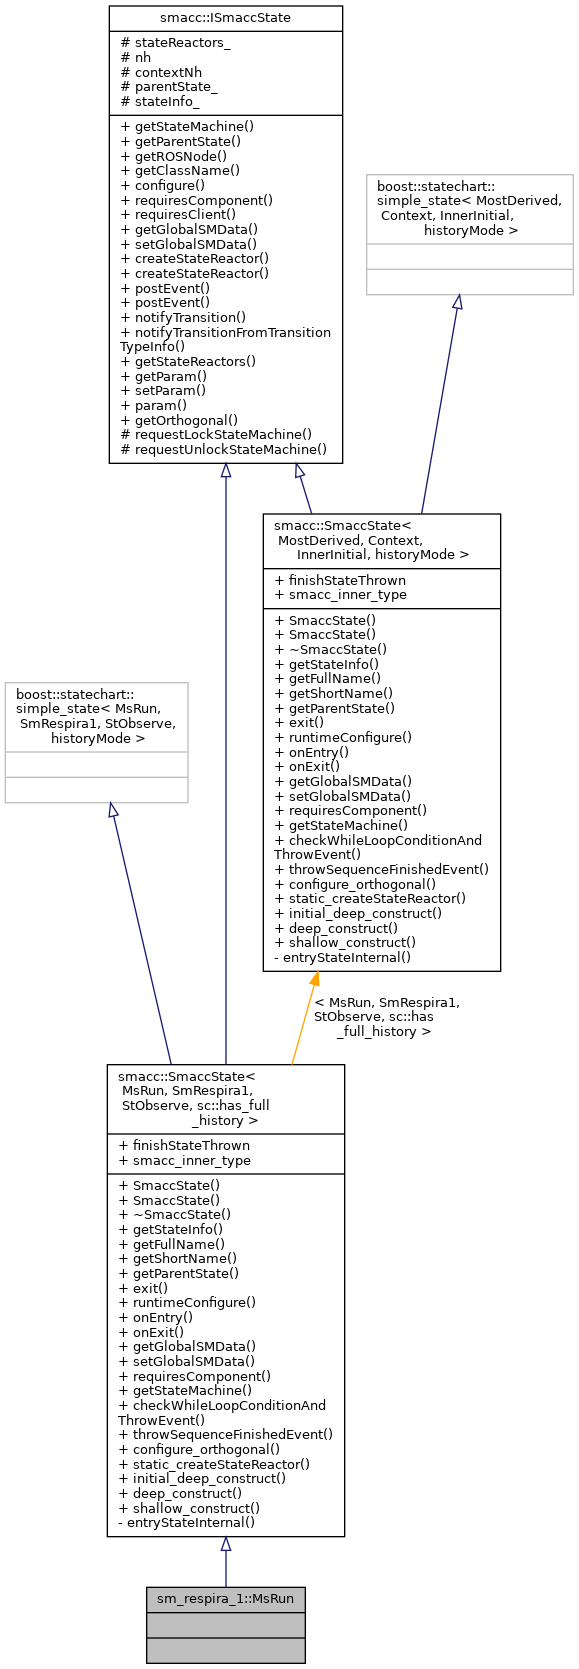 smacc::ISmaccState
# stateReactors_
# nh
# contextNh
# parentState_
# stateInfo_
+ getStateMachine()
+ getParentState()
+ getROSNode()
+ getClassName()
+ configure()
+ requiresComponent()
+ requiresClient()
+ getGlobalSMData()
+ setGlobalSMData()
+ createStateReactor()
+ createStateReactor()
+ postEvent()
+ postEvent()
+ notifyTransition()
+ notifyTransitionFromTransition
TypeInfo()
+ getStateReactors()
+ getParam()
+ setParam()
+ param()
+ getOrthogonal()
# requestLockStateMachine()
# requestUnlockStateMachine()
boost::statechart::
simple_state< MostDerived,
Context, InnerInitial,
historyMode >
smacc::SmaccState<
MostDerived, Context,
InnerInitial, historyMode >
+ finishStateThrown
+ smacc_inner_type
+ SmaccState()
+ SmaccState()
+ ~SmaccState()
+ getStateInfo()
+ getFullName()
+ getShortName()
+ getParentState()
+ exit()
+ runtimeConfigure()
+ onEntry()
+ onExit()
+ getGlobalSMData()
+ setGlobalSMData()
+ requiresComponent()
+ getStateMachine()
+ checkWhileLoopConditionAnd
ThrowEvent()
+ throwSequenceFinishedEvent()
+ configure_orthogonal()
+ static_createStateReactor()
+ initial_deep_construct()
+ deep_construct()
+ shallow_construct()
- entryStateInternal()
boost::statechart::
simple_state< MsRun,
SmRespira1, StObserve,
historyMode >
< MsRun, SmRespira1,
StObserve, sc::has
_full_history >
smacc::SmaccState<
MsRun, SmRespira1,
StObserve, sc::has_full
_history >
+ finishStateThrown
+ smacc_inner_type
+ SmaccState()
+ SmaccState()
+ ~SmaccState()
+ getStateInfo()
+ getFullName()
+ getShortName()
+ getParentState()
+ exit()
+ runtimeConfigure()
+ onEntry()
+ onExit()
+ getGlobalSMData()
+ setGlobalSMData()
+ requiresComponent()
+ getStateMachine()
+ checkWhileLoopConditionAnd
ThrowEvent()
+ throwSequenceFinishedEvent()
+ configure_orthogonal()
+ static_createStateReactor()
+ initial_deep_construct()
+ deep_construct()
+ shallow_construct()
- entryStateInternal()
sm_respira_1::MsRun